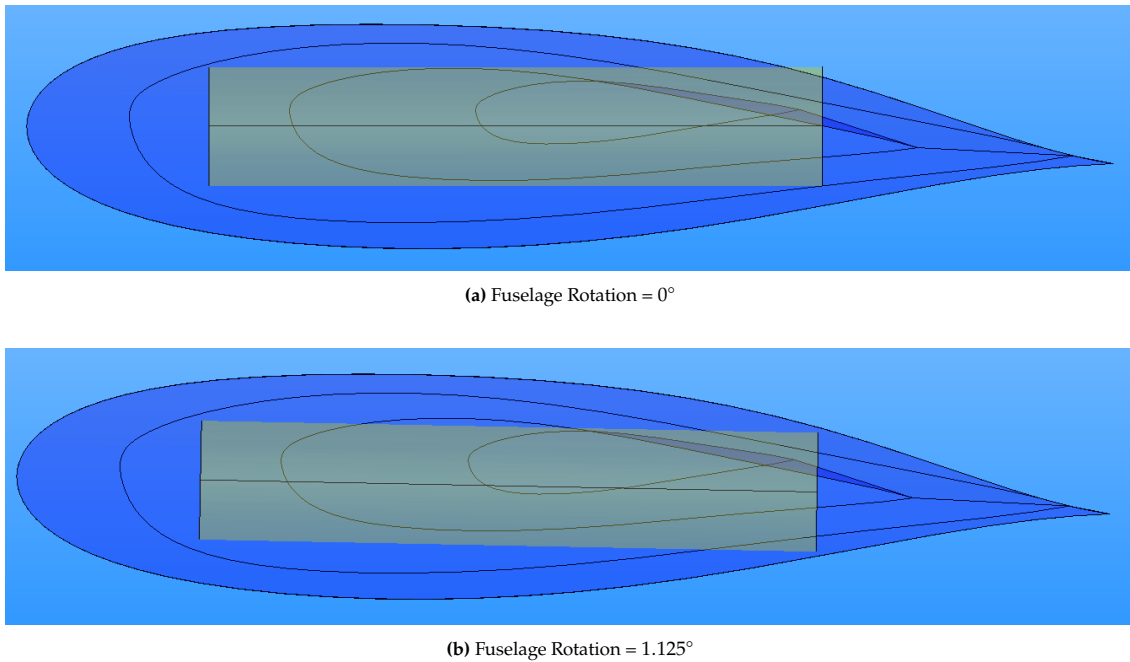 (a) Fuselage Rotation = 0°
(b) Fuselage Rotation = 1.125°